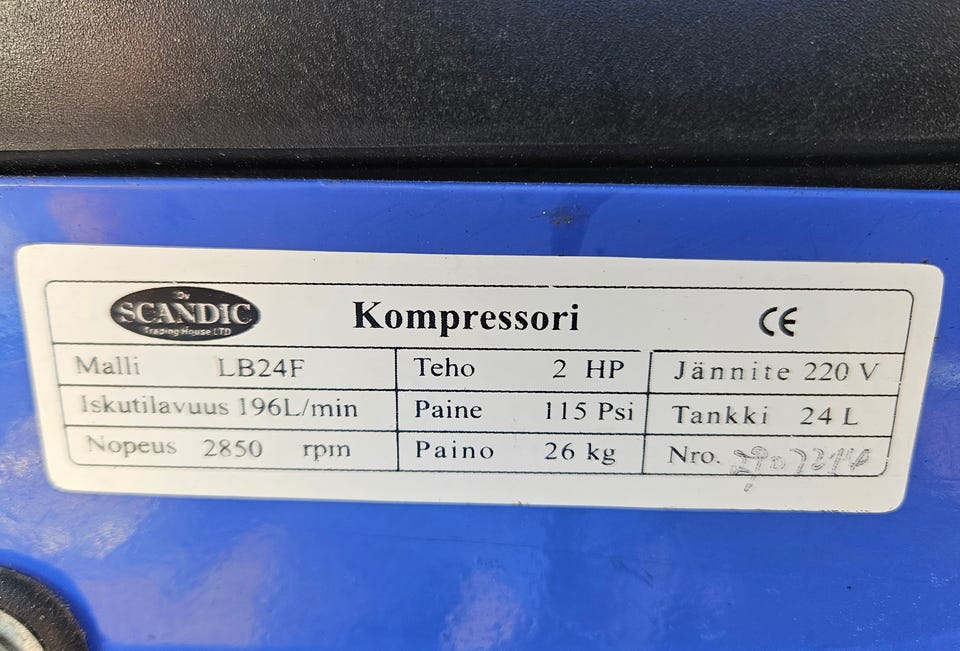 Oy
SCANDIC
Trading House LTD
Kompressori
CE
Malli LB24F Teho 2 HP Jännite 220 V
Iskutilavuus 196L/min Paine 115 Psi Tankki 24 L
Nopeus 2850 rpm Paino 26 kg Nro.